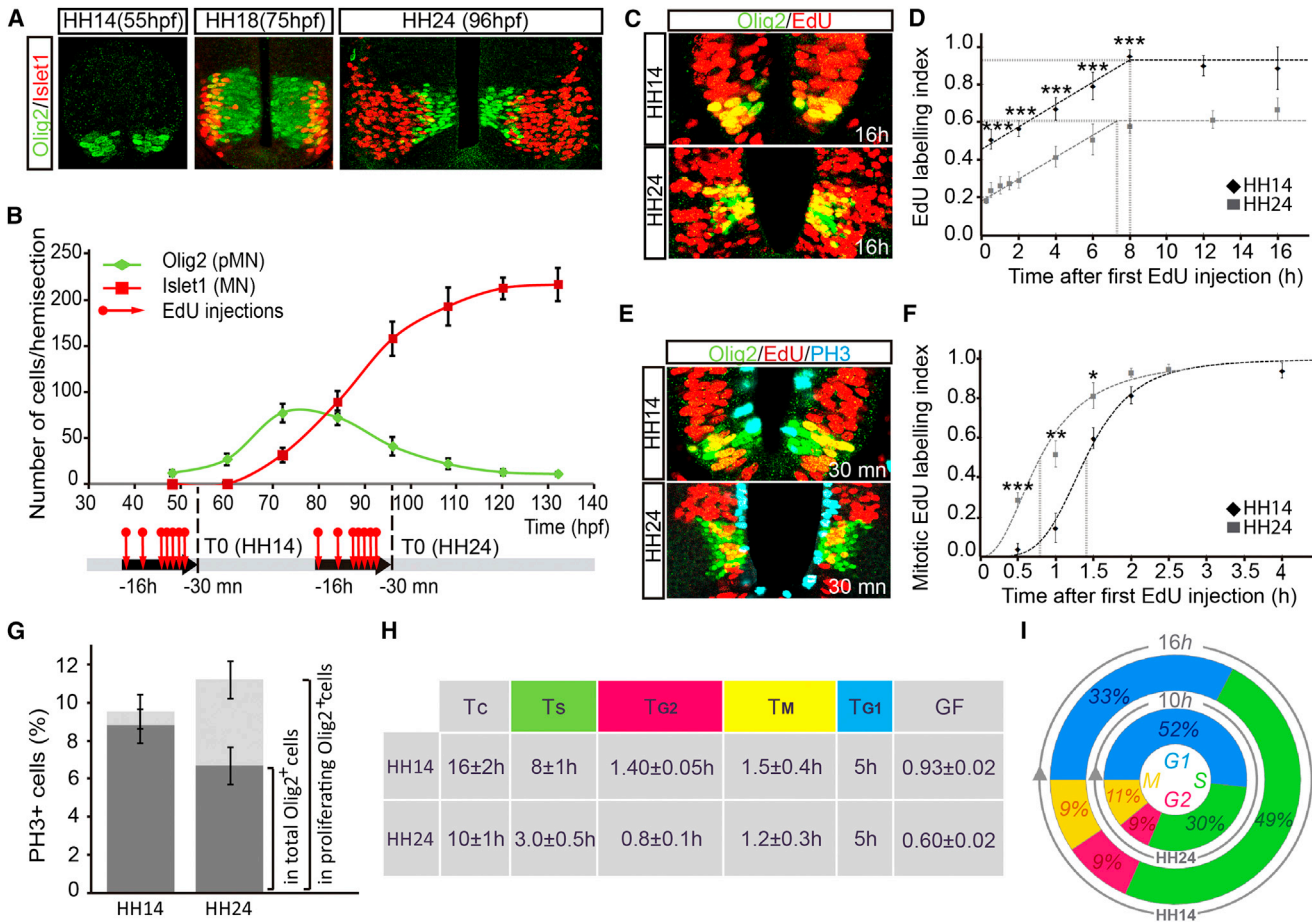 A
HH14(55hpf)
HH18(75hpf)
HH24 (96hpf)
Olig2/Islet1
B
Number of cells/hemisection
250
200
150
100
50
0
Olig2 (pMN)
Islet1 (MN)
EdU injections
30 40 50 60 70 80 90 100 110 120 130 140
Time (hpf)
T0 (HH14)
T0 (HH24)
-16h
-30 mn
-16h
-30 mn
C
Olig2/EdU
HH14
16h
HH24
16h
D
EdU labelling index
1.0
0.8
0.6
0.4
0.2
0.0
***
***
***
***
***
HH14
HH24
0 2 4 6 8 10 12 14 16
Time after first EdU injection (h)
E
Olig2/EdU/PH3
HH14
30 mn
HH24
30 mn
F
Mitotic EdU labelling index
1.0
0.8
0.6
0.4
0.2
0.0
***
**
*
HH14
HH24
0 0.5 1 1.5 2 2.5 3 3.5 4
Time after first EdU injection (h)
G
PH3+ cells (%)
12
10
8
6
4
2
0
HH14
HH24
in total Olig2+ cells
in proliferating Olig2+cells
H
Tc Ts TG2 TM TG1 GF
HH14 16±2h 8±1h 1.40±0.05h 1.5±0.4h 5h 0.93±0.02
HH24 10±1h 3.0±0.5h 0.8±0.1h 1.2±0.3h 5h 0.60±0.02
I
16h
33%
10h
52%
G1
M
S
G2
11%
9%
9%
30%
49%
9%
HH24
HH14